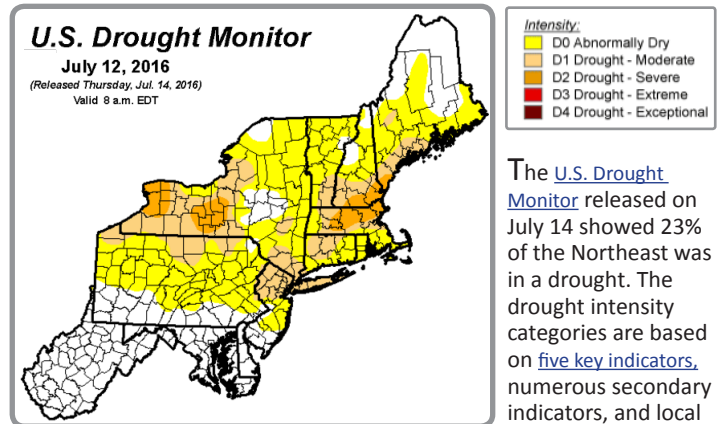 U.S. Drought Monitor
July 12, 2016
(Released Thursday, Jul. 14, 2016)
Valid 8 a.m. EDT
Intensity:
D0 Abnormally Dry
D1 Drought - Moderate
D2 Drought - Severe
D3 Drought - Extreme
D4 Drought - Exceptional
The U.S. Drought
Monitor released on
July 14 showed 23%
of the Northeast was
in a drought. The
drought intensity
categories are based
on five key indicators,
numerous secondary
indicators, and local